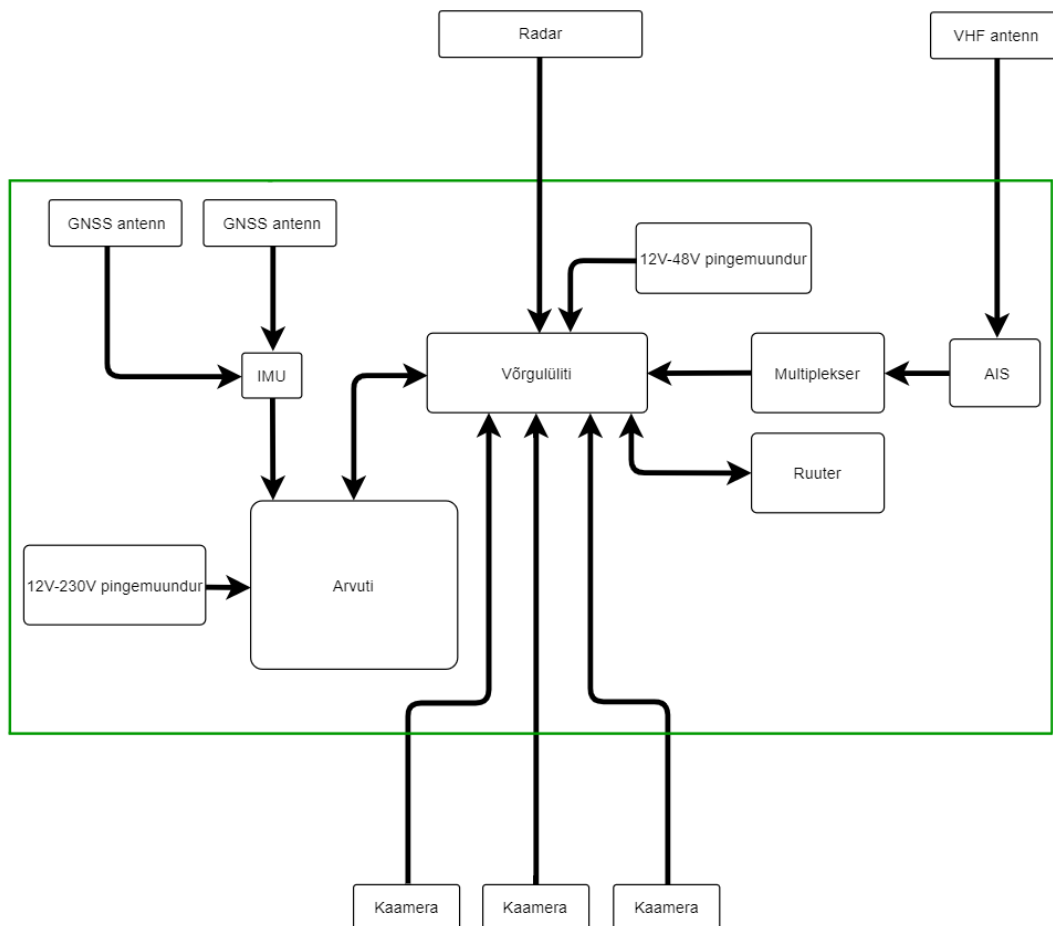 Radar
VHF antenn
GNSS antenn
GNSS antenn
12V-48V pingemuundur
IMU
Võrgulüliti
Multiplekser
AIS
Ruuter
12V-230V pingemuundur
Arvuti
Kaamera
Kaamera
Kaamera